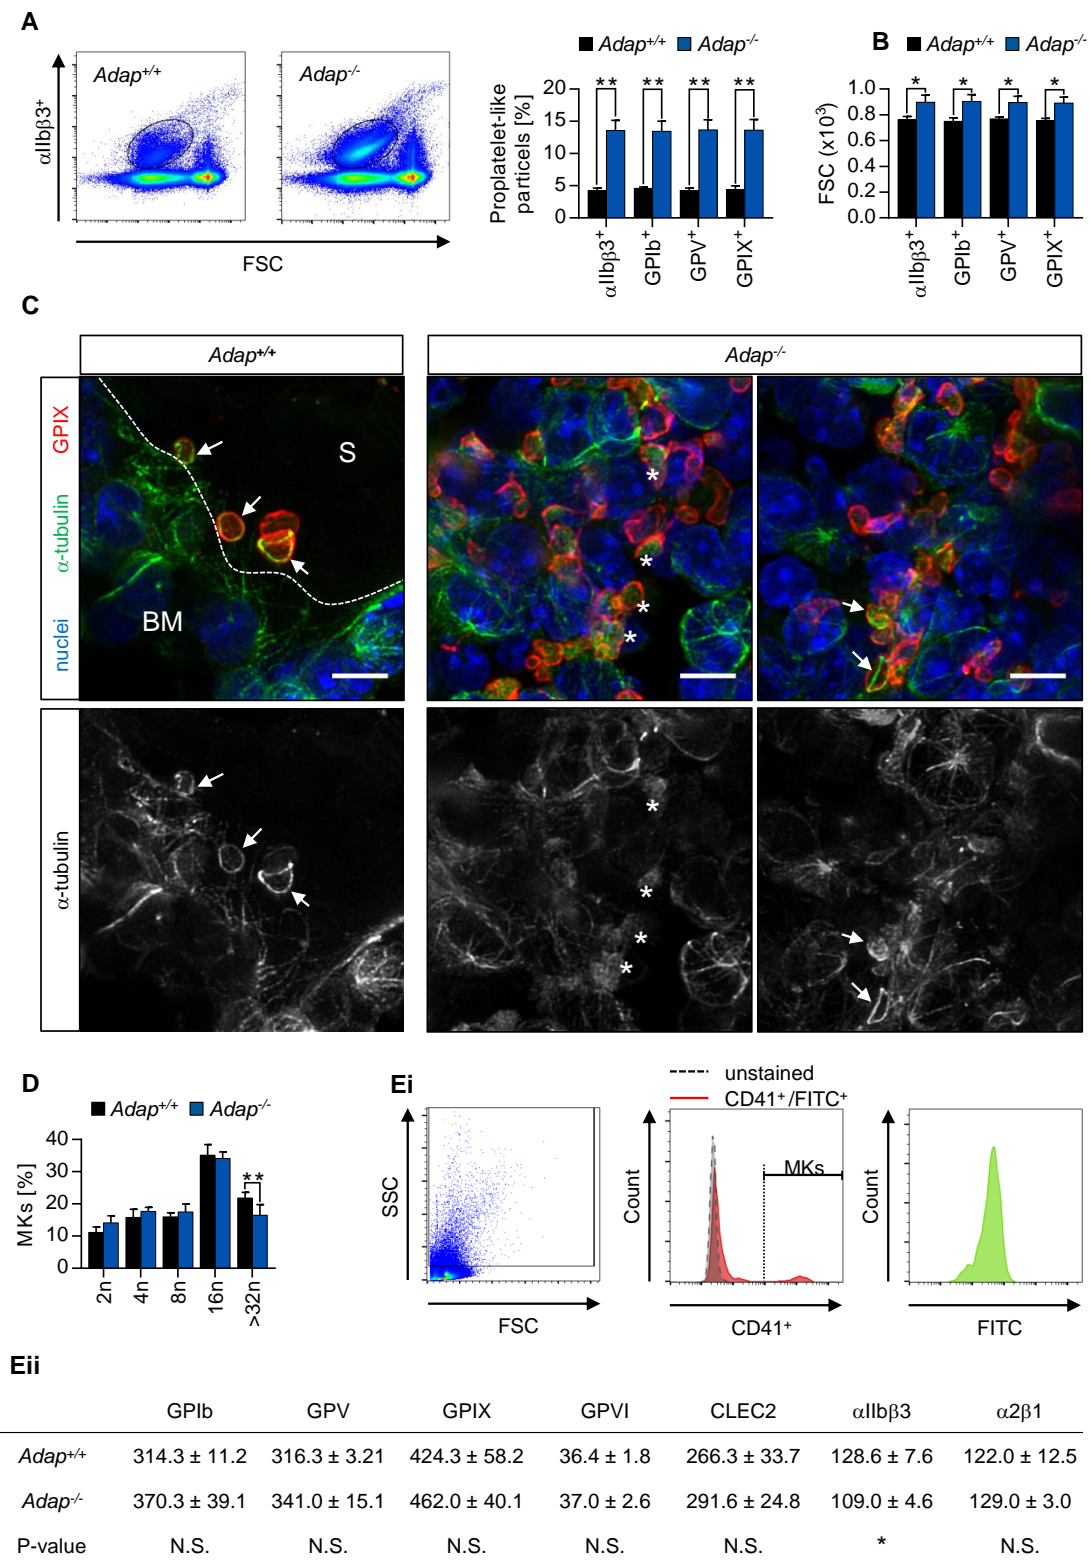 A
Adap+/+
Adap-/-
αIIbβ3+
FSC
Adap+/+ Adap-/-
Proplatelet-like
particels [%]
20
15
10
5
0
** ** ** **
αIIbβ3+
GPIb+
GPV+
GPIX+
B
Adap+/+ Adap-/-
FSC (x103)
1.0
0.8
0.6
0.4
0.2
0.0
* * * *
αIIbβ3+
GPIb+
GPV+
GPIX+
C
Adap+/+
Adap-/-
nuclei α-tubulin GPIX
S
BM
*
*
*
*
α-tubulin
*
*
*
*
D
Adap+/+ Adap-/-
MKs [%]
40
30
20
10
0
**
2n
4n
8n
16n
>32n
Ei
SSC
FSC
unstained
CD41+/FITC+
Count
MKs
CD41+
Count
FITC
Eii
GPIb GPV GPIX GPVI CLEC2 αIIbβ3 α2β1
Adap+/+ 314.3 ± 11.2 316.3 ± 3.21 424.3 ± 58.2 36.4 ± 1.8 266.3 ± 33.7 128.6 ± 7.6 122.0 ± 12.5
Adap-/- 370.3 ± 39.1 341.0 ± 15.1 462.0 ± 40.1 37.0 ± 2.6 291.6 ± 24.8 109.0 ± 4.6 129.0 ± 3.0
P-value N.S. N.S. N.S. N.S. N.S. * N.S.